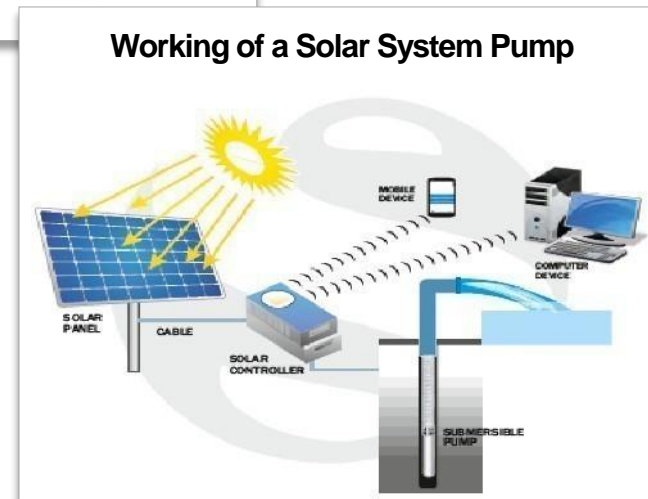 Working of a Solar System Pump
MOBILE
DEVICE
COMPUTER
DEVICE
SOLAR
PANEL
CABLE
SOLAR
CONTROLLER
SUBMERSIBLE
PUMP